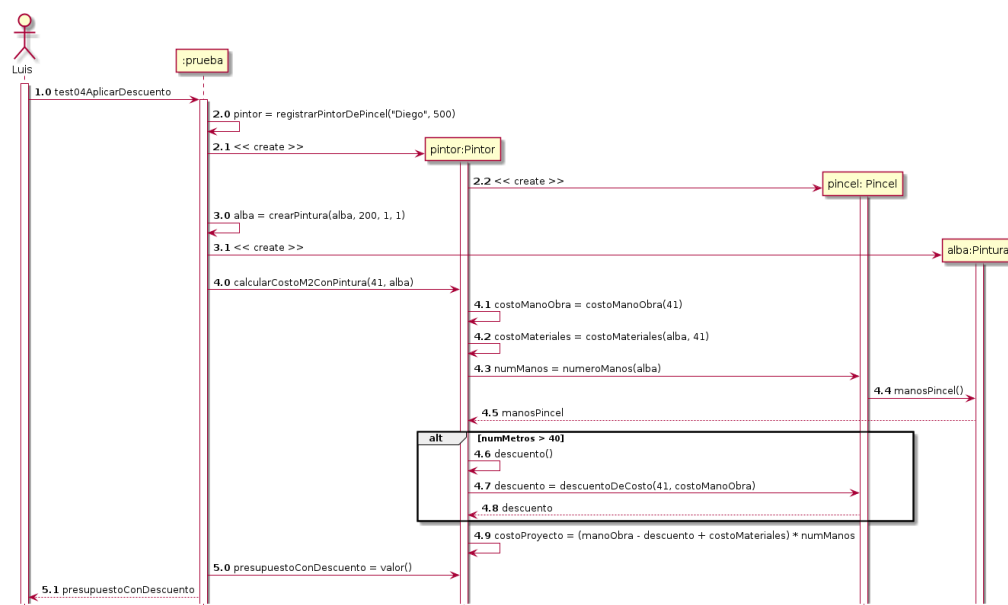 Luis
:prueba
1.0 test04AplicarDescuento
2.0 pintor = registrarPintorDePincel("Diego", 500)
2.1 << create >>
pintor:Pintor
2.2 << create >>
pincel: Pincel
3.0 alba = crearPintura(alba, 200, 1, 1)
3.1 << create >>
alba:Pintura
4.0 calcularCostoM2ConPintura(41, alba)
4.1 costoManoObra = costoManoObra(41)
4.2 costoMateriales = costoMateriales(alba, 41)
4.3 numManos = numeroManos(alba)
4.4 manosPincel()
4.5 manosPincel
alt [numMetros > 40]
4.6 descuento()
4.7 descuento = descuentoDeCosto(41, costoManoObra)
4.8 descuento
4.9 costoProyecto = (manoObra - descuento + costoMateriales) * numManos
5.0 presupuestoConDescuento = valor()
5.1 presupuestoConDescuento